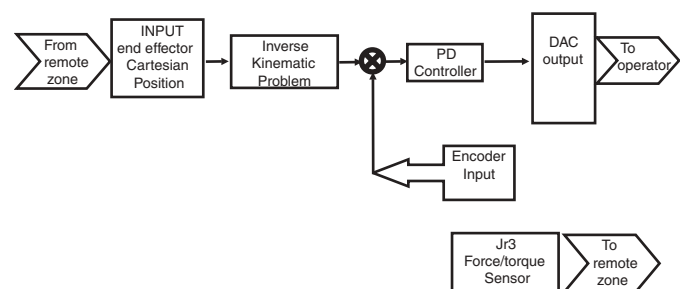 From
remote
zone
INPUT
end effector
Cartesian
Position
Inverse
Kinematic
Problem
PD
Controller
DAC
output
To
operator
Encoder
Input
Jr3
Force/torque
Sensor
To
remote
zone